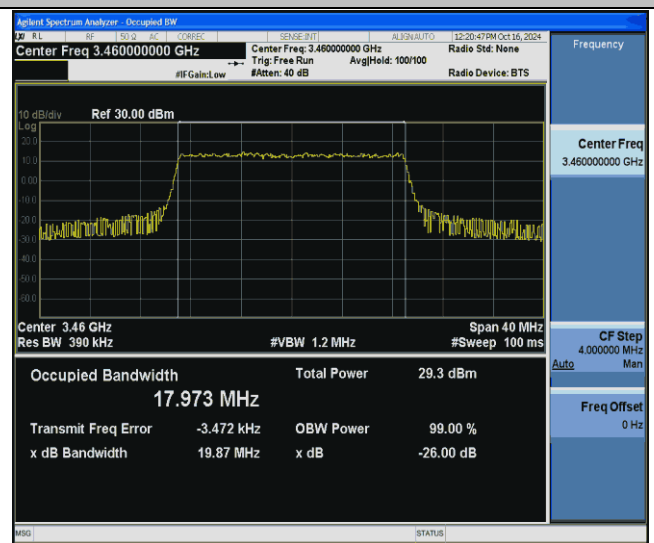 Agilent Spectrum Analyzer - Occupied BW
RL RF 50 Ω AC CORREC SENSE:INT ALIGNAUTO 12:20:47PM Oct 16, 2024
Center Freq 3.460000000 GHz
Center Freq: 3.460000000 GHz
Radio Std: None
Trig: Free Run Avg|Hold: 100/100
#IFGain:Low #Atten: 40 dB Radio Device: BTS
10 dB/div Ref 30.00 dBm
Log
20.0
10.0
0.00
-10.0
-20.0
-30.0
-40.0
-50.0
-60.0
Center 3.46 GHz Span 40 MHz
Res BW 390 kHz #VBW 1.2 MHz #Sweep 100 ms
Occupied Bandwidth Total Power 29.3 dBm
17.973 MHz
Transmit Freq Error -3.472 kHz OBW Power 99.00 %
x dB Bandwidth 19.87 MHz x dB -26.00 dB
MSG STATUS
Frequency
Center Freq
3.460000000 GHz
CF Step
4.000000 MHz
Auto Man
Freq Offset
0 Hz